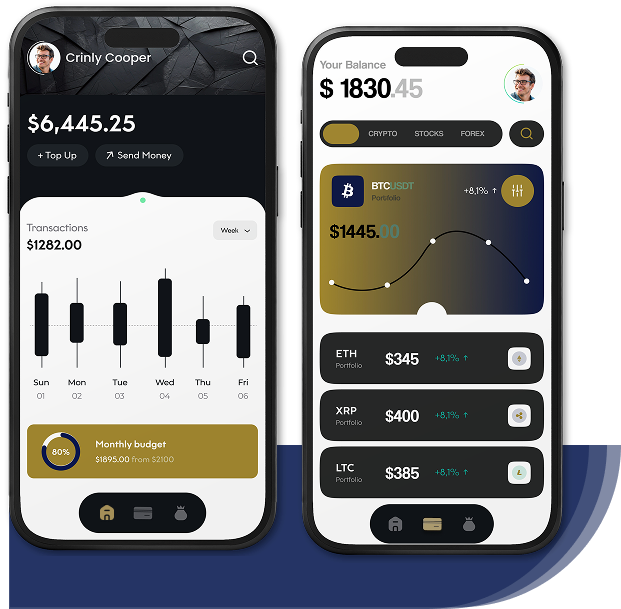 Crinly Cooper
$6,445.25
+ Top Up
Send Money
Transactions
$1282.00
Week
Sun Mon Tue Wed Thu Fri
01 02 03 04 05 06
80%
Monthly budget
$1895.00 from $2100
Your Balance
$ 1830.45
CRYPTO STOCKS FOREX
BTCUSDT
Portfolio
+8,1% ↑
$1445.00
ETH
Portfolio
$345
+8,1% ↑
XRP
Portfolio
$400
+8,1% ↑
LTC
Portfolio
$385
+8,1% ↑